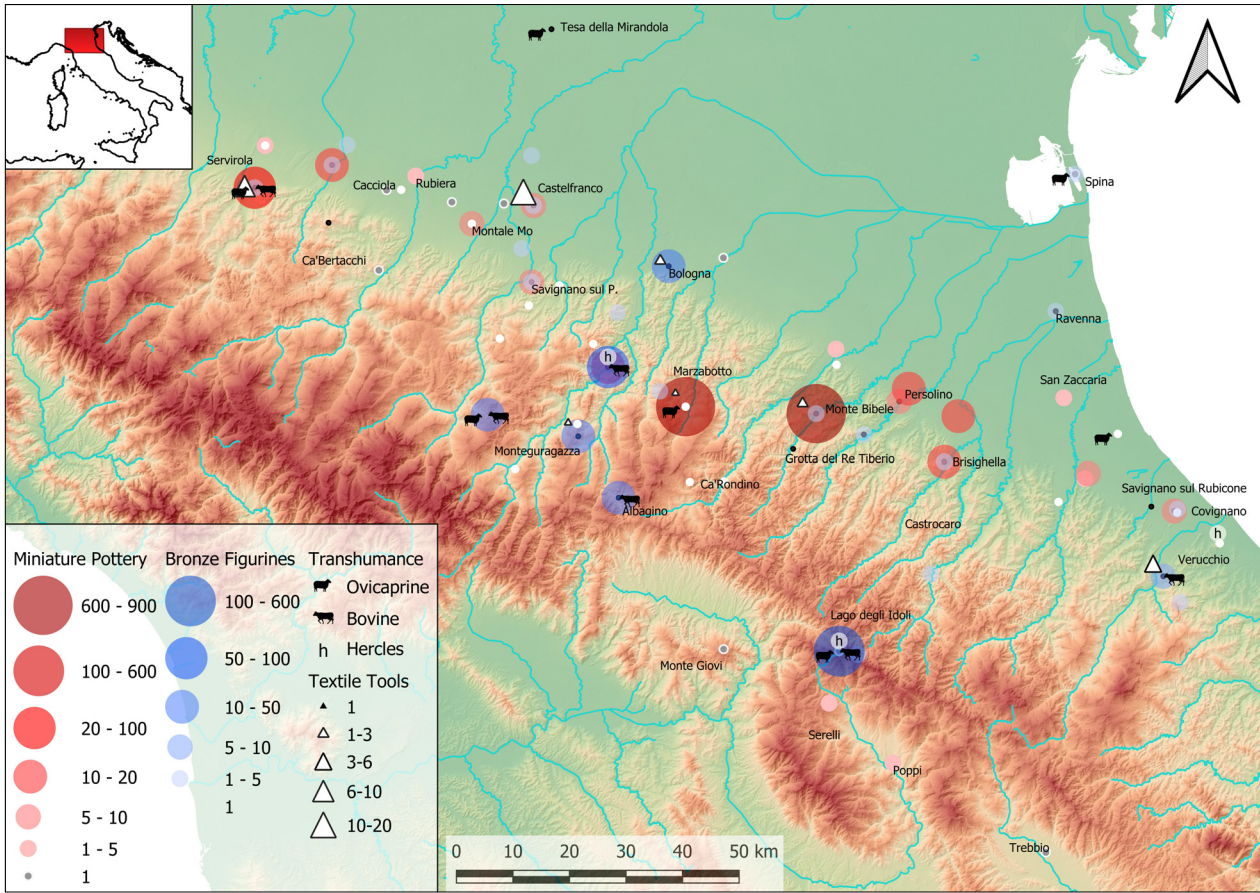 Tesa della Mirandola
Servirola
Cacciola
Rubiera
Castelfranco
Spina
Montale Mo
Ca'Bertacchi
Bologna
Savignano sul P.
Ravenna
h
Marzabotto
San Zaccaria
Persolino
Monte Bibele
Monteguragazza
Grotta del Re Tiberio
Brisighella
Ca'Rondino
Savignano sul Rubicone
Albagino
Covignano
Castrocaro
h
Verucchio
Lago degli Idoli
h
Monte Giovi
Serelli
Poppi
Trebbio
Miniature Pottery
600 - 900
100 - 600
20 - 100
10 - 20
5 - 10
1 - 5
1
Bronze Figurines
100 - 600
50 - 100
10 - 50
5 - 10
1 - 5
1
Transhumance
Ovicaprine
Bovine
h Hercles
Textile Tools
1
1-3
3-6
6-10
10-20
0 10 20 30 40 50 km